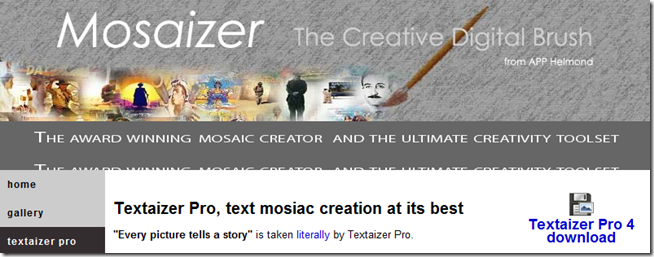 Mosaizer The Creative Digital Brush
from APP Helmond
THE AWARD WINNING MOSAIC CREATOR AND THE ULTIMATE CREATIVITY TOOLSET
THE AWARD WINNING MOSAIC CREATOR AND THE ULTIMATE CREATIVITY TOOLSET
home
gallery
textaizer pro
Textaizer Pro, text mosiac creation at its best
"Every picture tells a story" is taken literally by Textaizer Pro.
Textaizer Pro 4
download